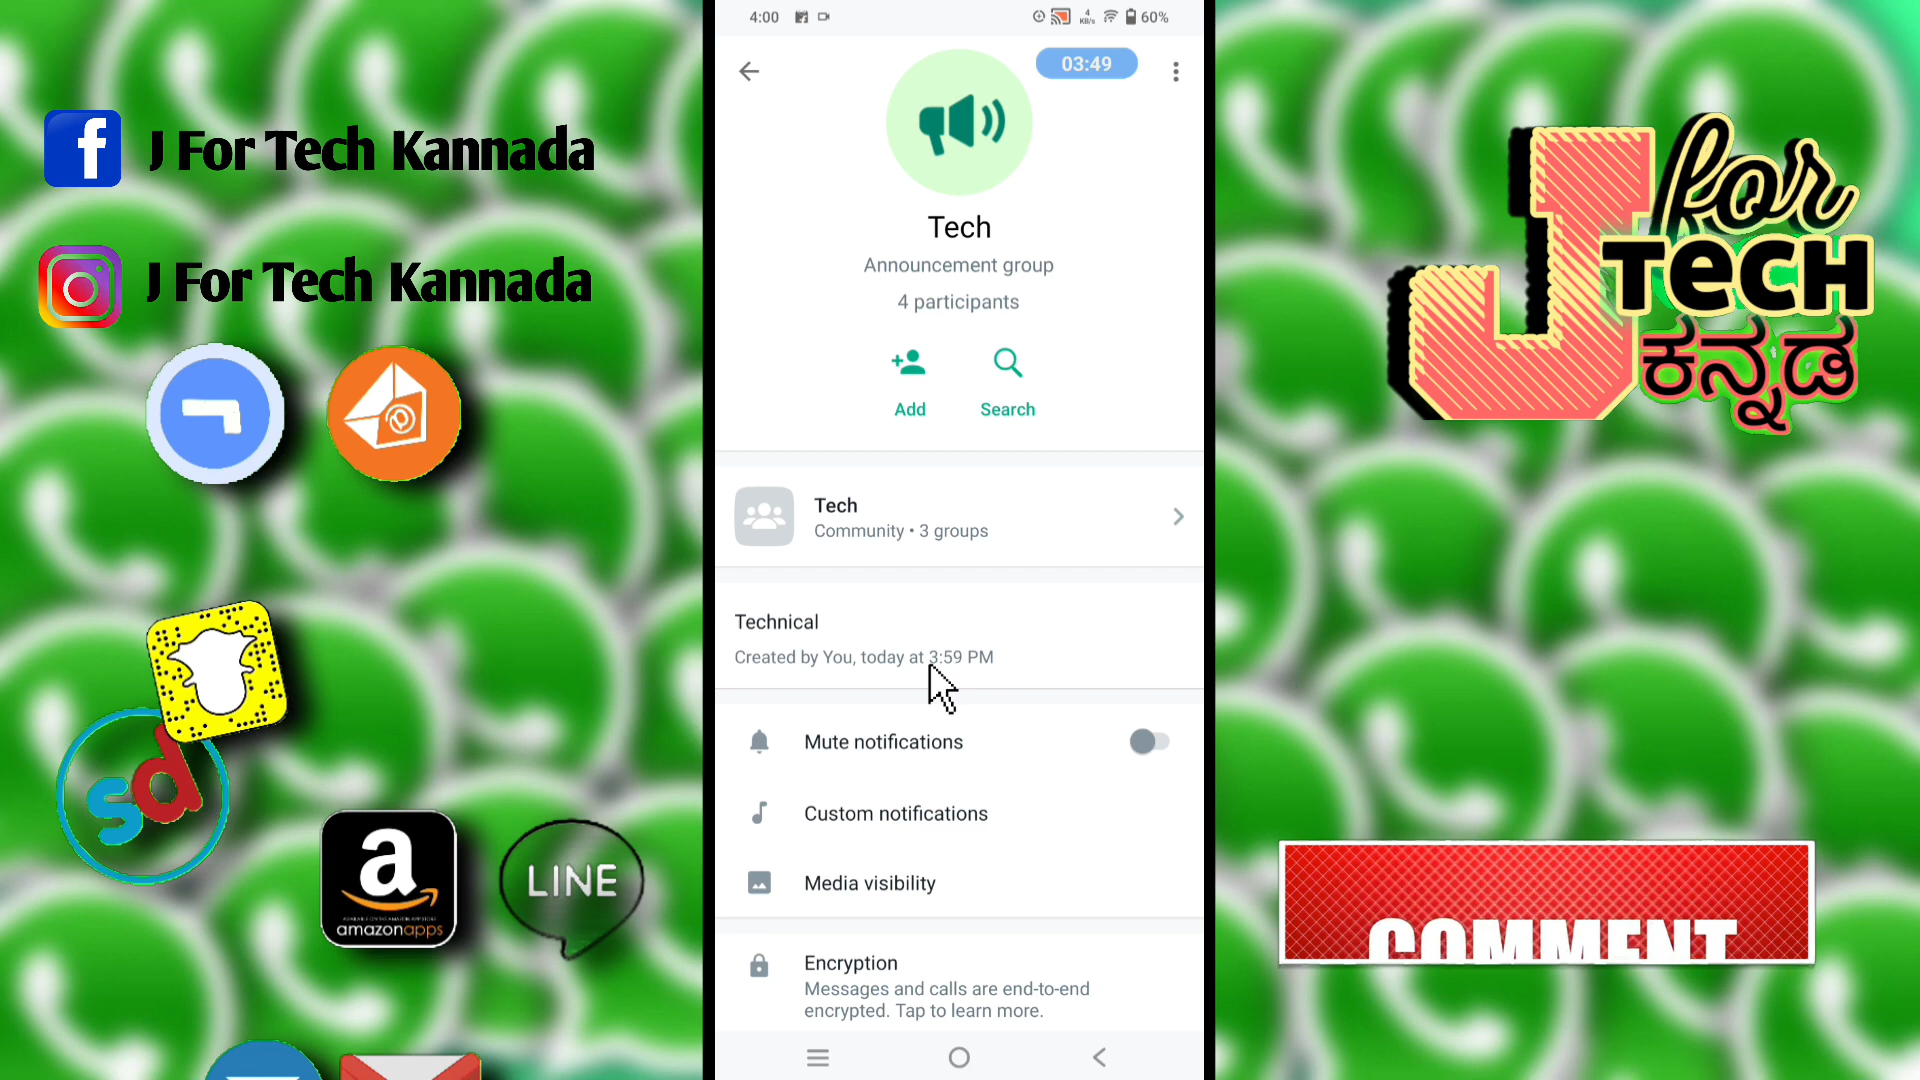 J For Tech Kannada
J For Tech Kannada
sd
a
amazonapps
LINE
4:00
4
KB/s
60%
03:49
Tech
Announcement group
4 participants
Add
Search
Tech
Community • 3 groups
Technical
Created by You, today at 3:59 PM
Mute notifications
Custom notifications
Media visibility
Encryption
Messages and calls are end-to-end
encrypted. Tap to learn more.
J for
TECH
ಕನ್ನಡ
COMMENT